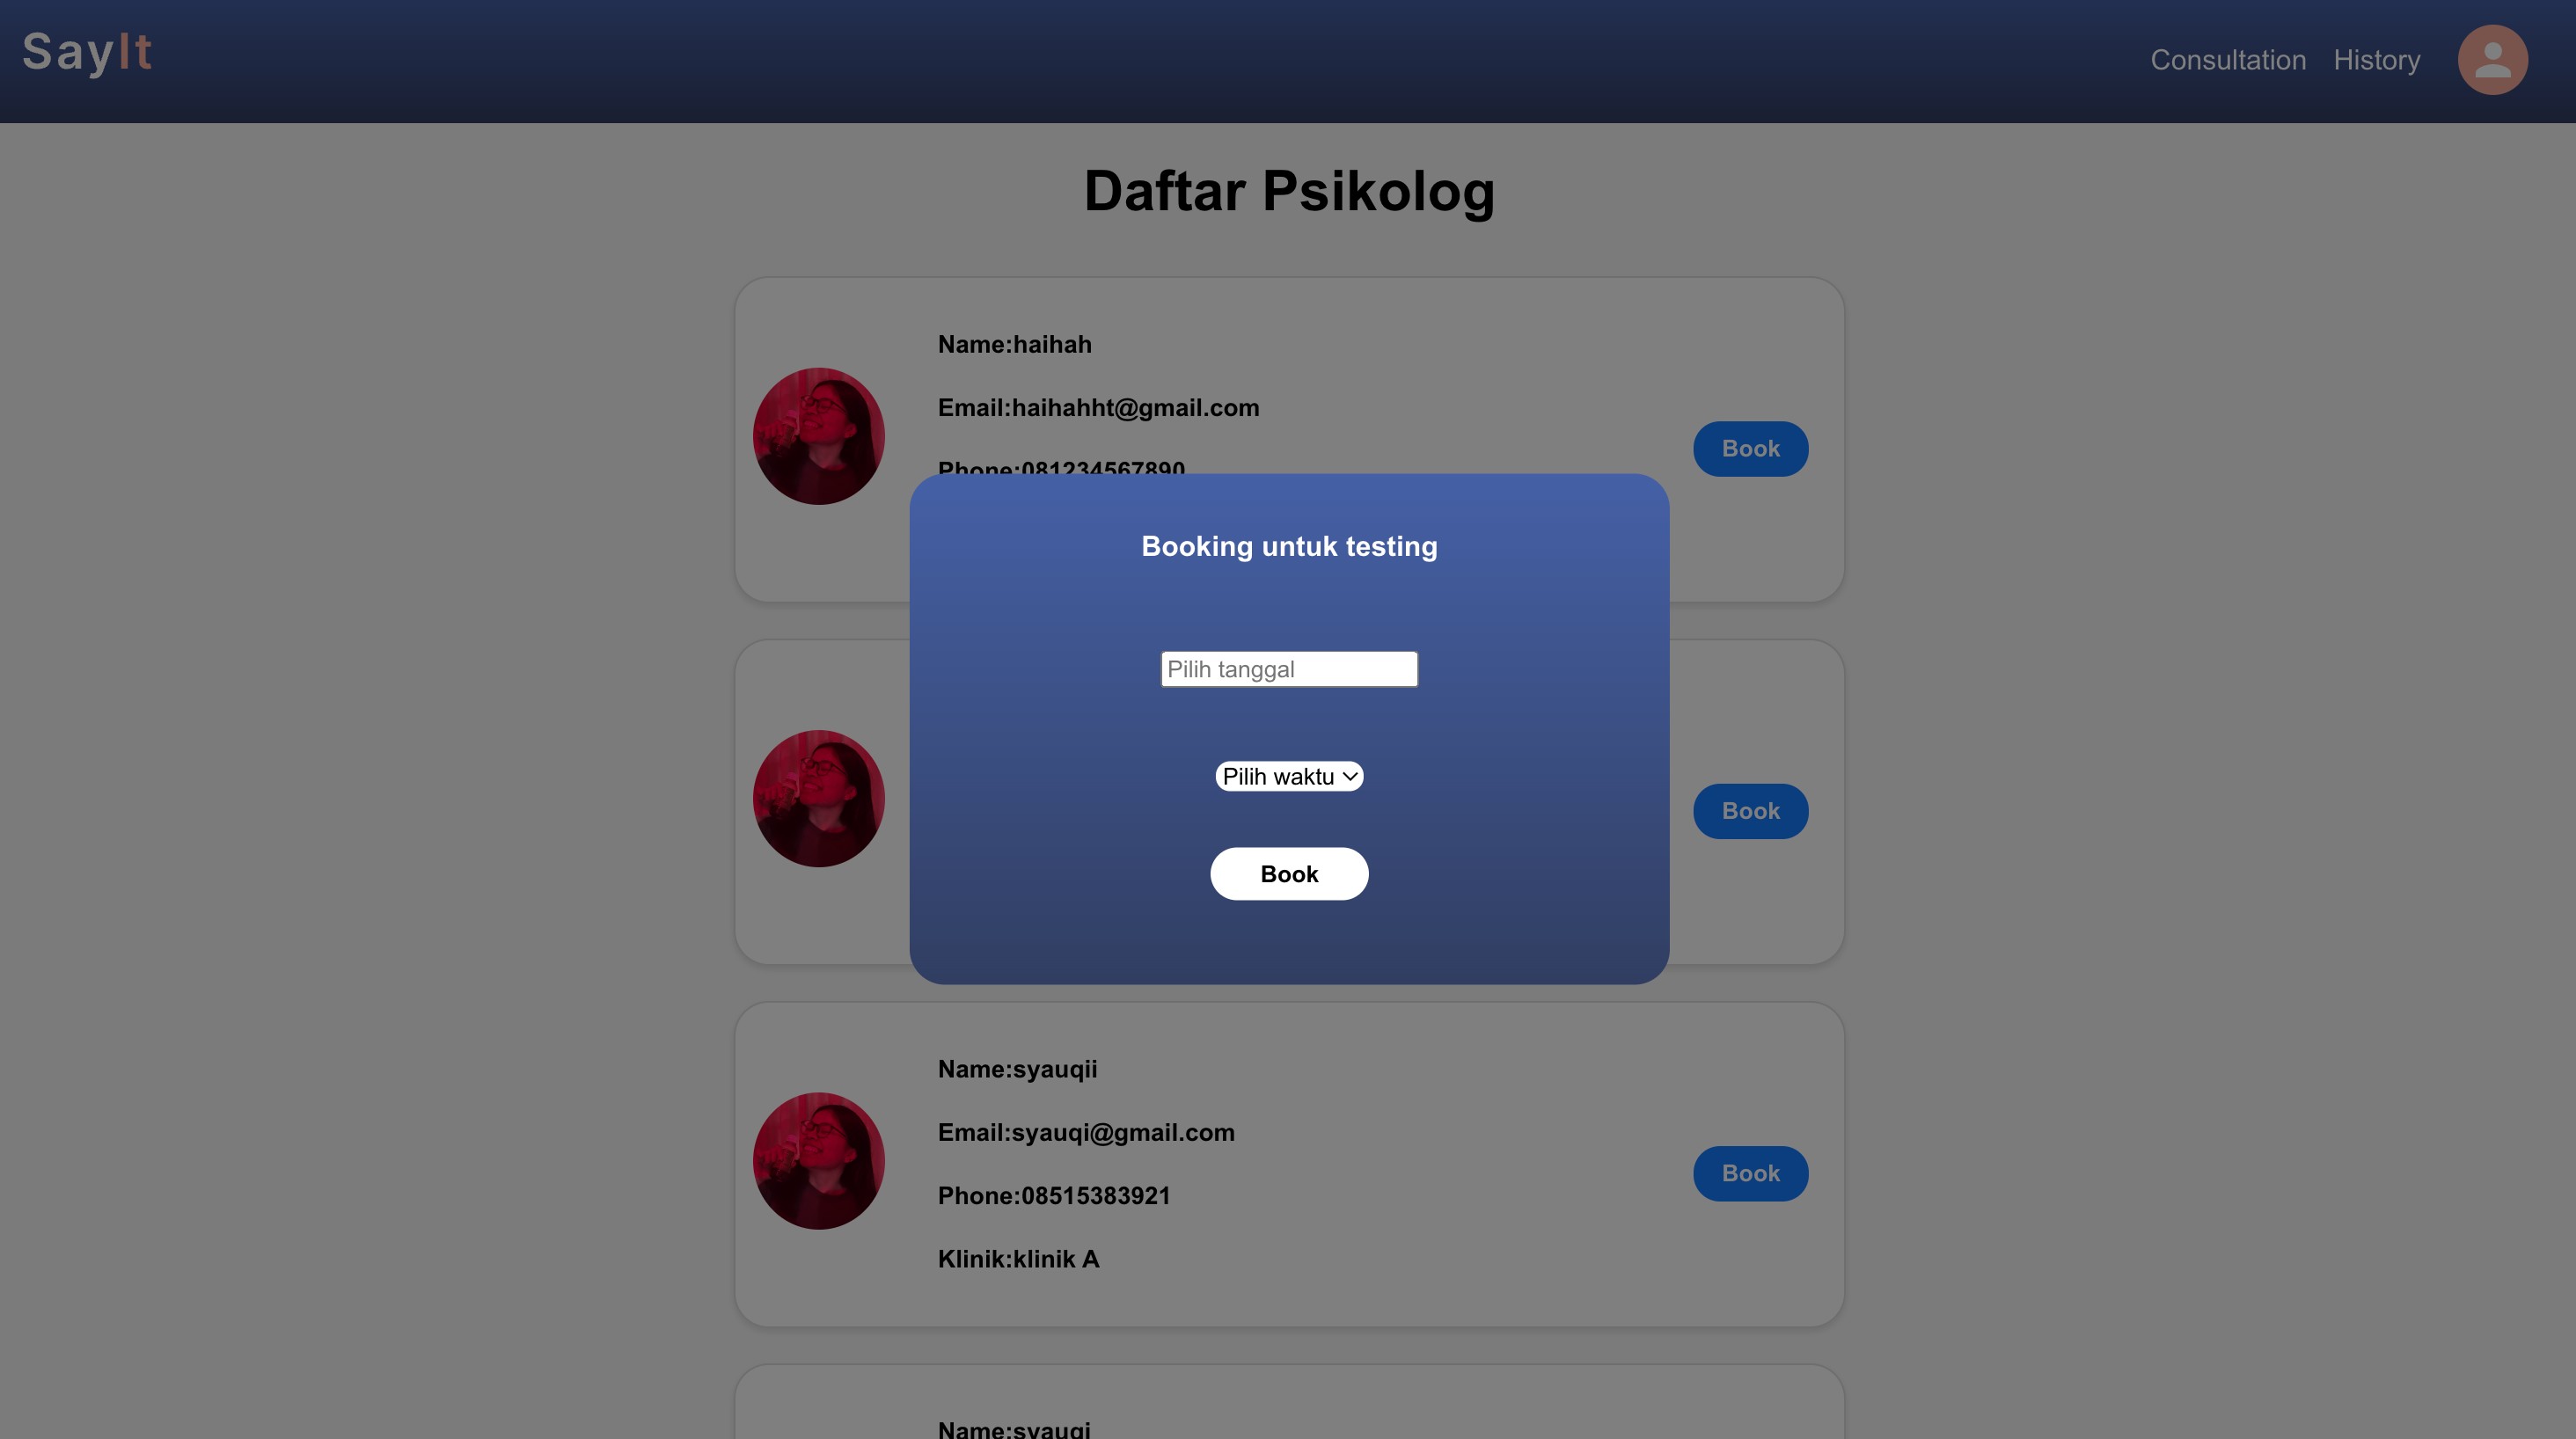 SayIt
Consultation
History
Daftar Psikolog
Name:haihah
Email:haihahht@gmail.com
Phone:081234567890
Book
Booking untuk testing
Pilih tanggal
Pilih waktu
Book
Book
Name:syauqii
Email:syauqi@gmail.com
Phone:08515383921
Klinik:klinik A
Book
Name:syauqi